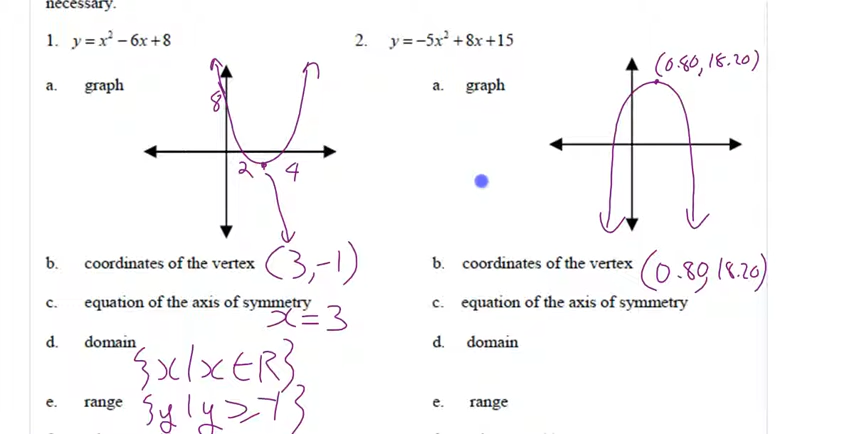 necessary.
1. y = x² − 6x + 8
a. graph
8
2
4
b. coordinates of the vertex (3, -1)
c. equation of the axis of symmetry
x = 3
d. domain
{x | x ∈ R}
e. range {y | y ≥ -1}
2. y = −5x² + 8x + 15
(0.80, 18.20)
a. graph
b. coordinates of the vertex (0.80, 18.20)
c. equation of the axis of symmetry
d. domain
e. range